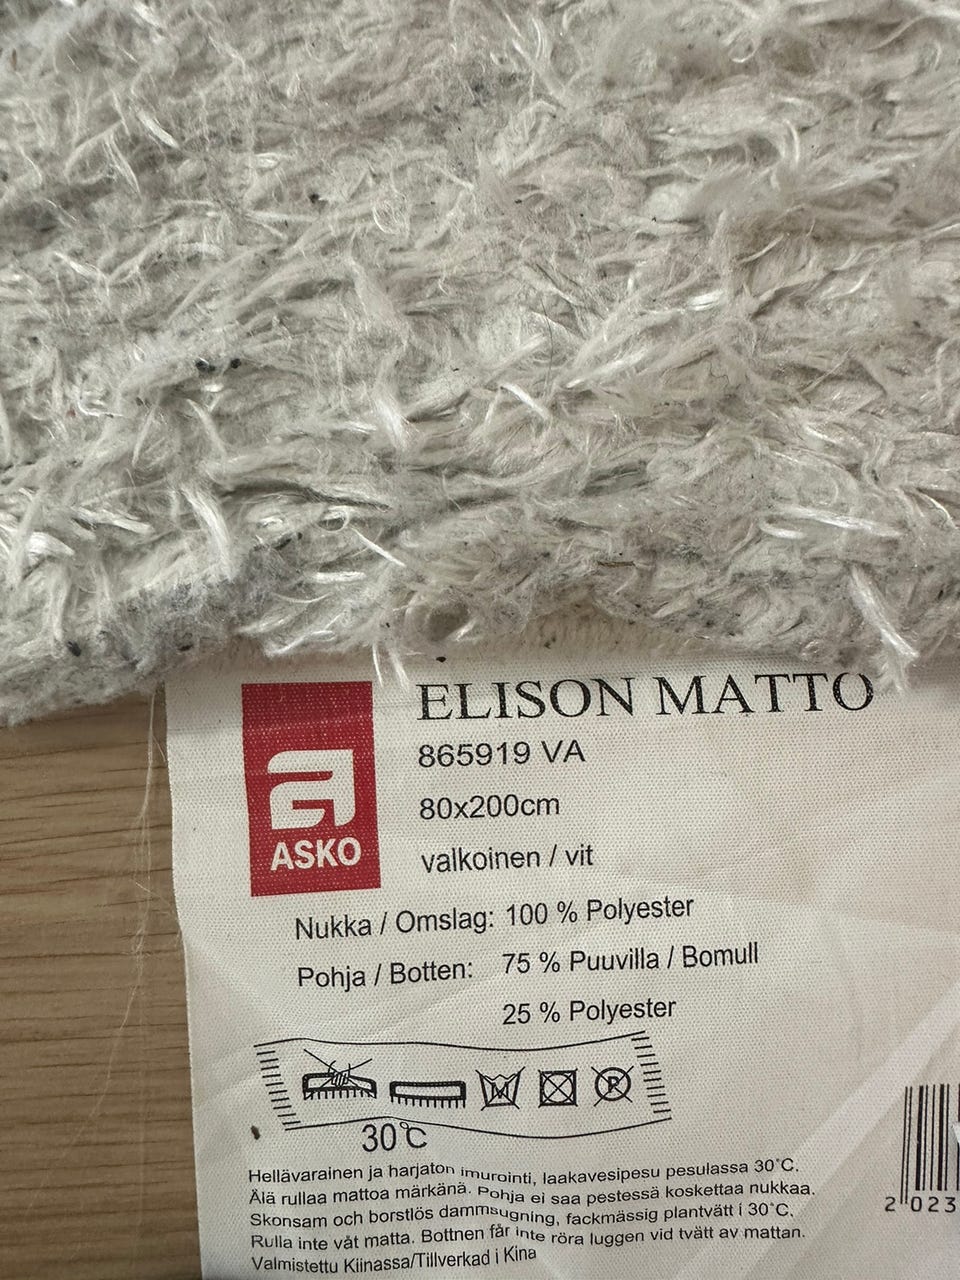 ELISON MATTO
865919 VA
80x200cm
valkoinen / vit
ASKO
Nukka / Omslag: 100 % Polyester
Pohja / Botten: 75 % Puuvilla / Bomull
25 % Polyester
30°C
Hellävarainen ja harjaton imurointi, laakavesipesu pesulassa 30°C.
Älä rullaa mattoa märkänä. Pohja ei saa pestessä koskettaa nukkaa.
Skonsam och borstlös dammsugning, fackmässig plantvätt i 30°C.
Rulla inte våt matta. Bottnen får inte röra luggen vid tvätt av mattan.
Valmistettu Kiinassa/Tillverkad i Kina
2 023